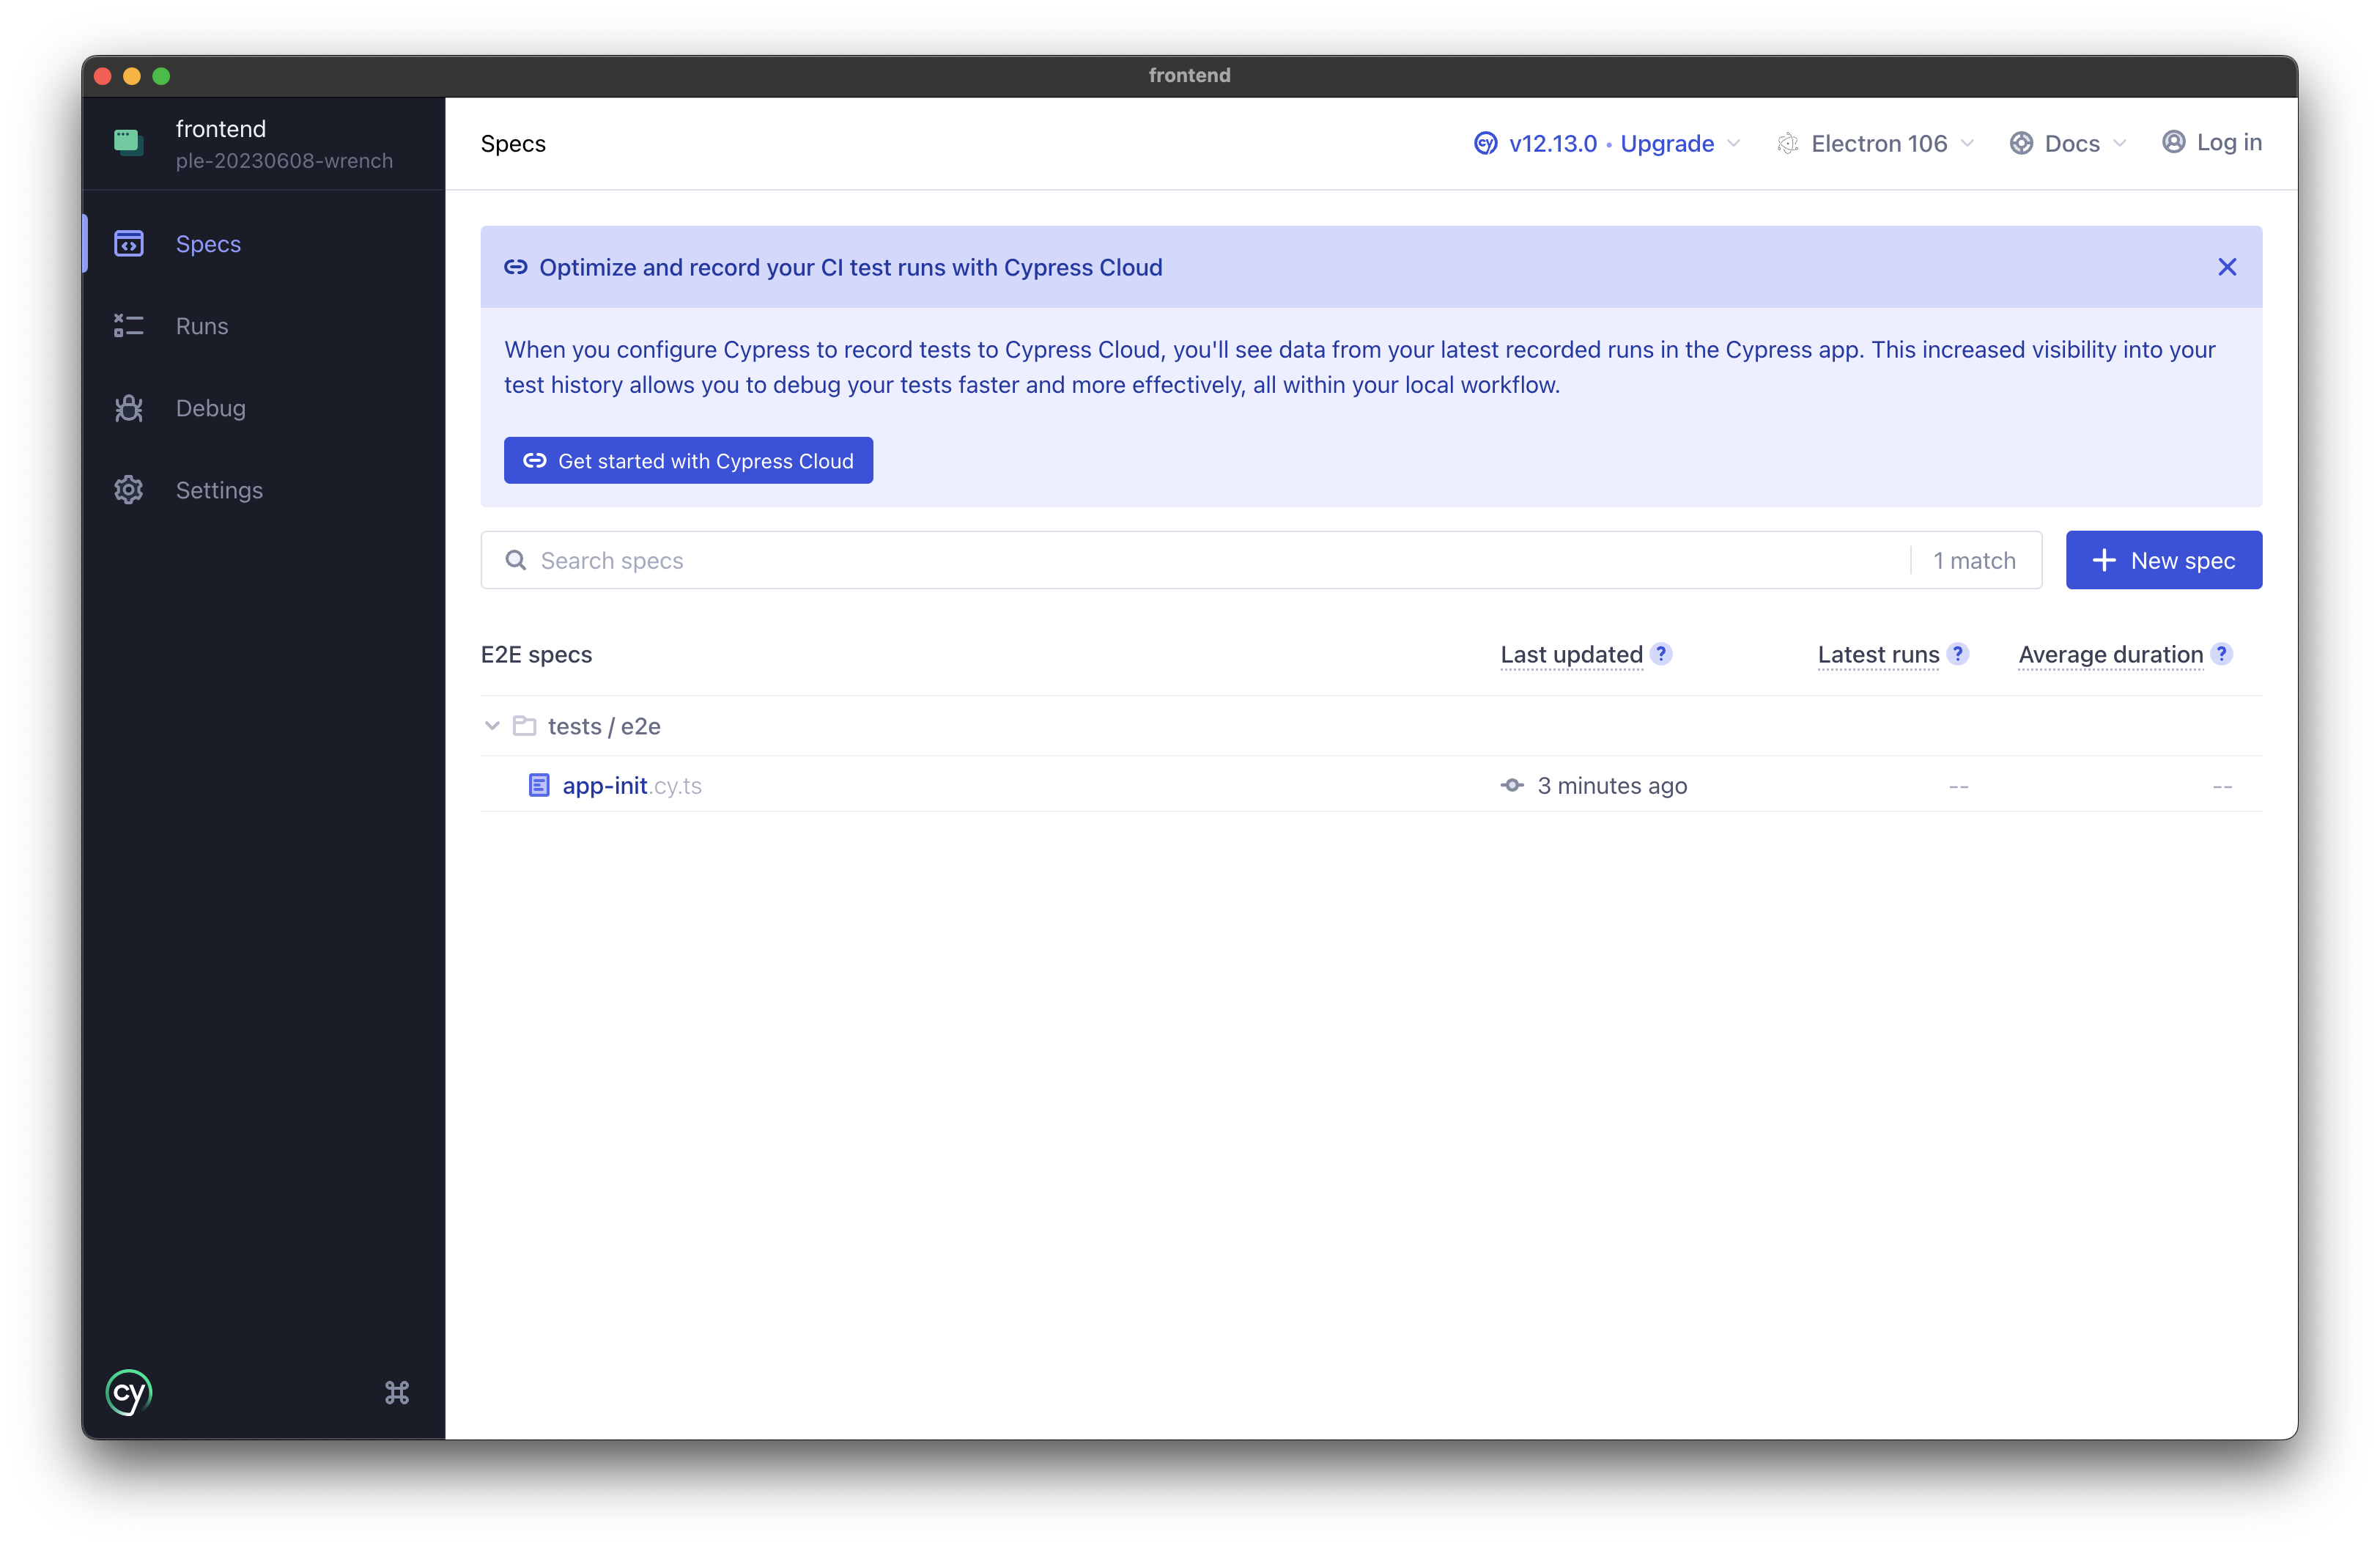 frontend
frontend
ple-20230608-wrench
Specs
Runs
Debug
Settings
cy
Specs
cy v12.13.0 • Upgrade
Electron 106
Docs
Log in
Optimize and record your CI test runs with Cypress Cloud
When you configure Cypress to record tests to Cypress Cloud, you'll see data from your latest recorded runs in the Cypress app. This increased visibility into your
test history allows you to debug your tests faster and more effectively, all within your local workflow.
Get started with Cypress Cloud
Search specs
1 match
New spec
E2E specs
Last updated ?
Latest runs ?
Average duration ?
tests / e2e
app-init.cy.ts
3 minutes ago
--
--